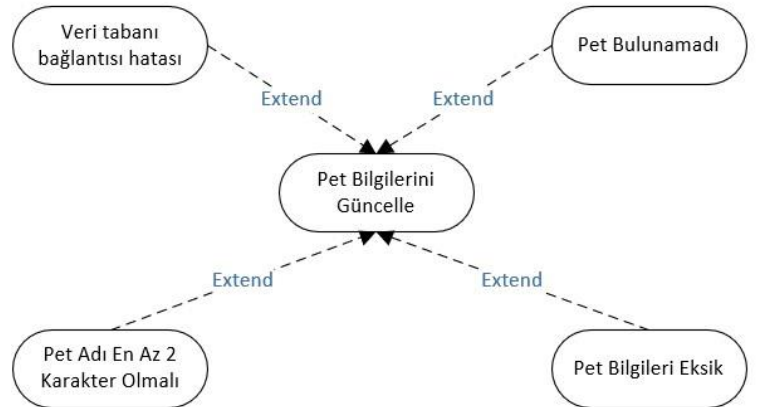 Veri tabanı
bağlantısı hatası
Pet Bulunamadı
Extend
Extend
Pet Bilgilerini
Güncelle
Extend
Extend
Pet Adı En Az 2
Karakter Olmalı
Pet Bilgileri Eksik